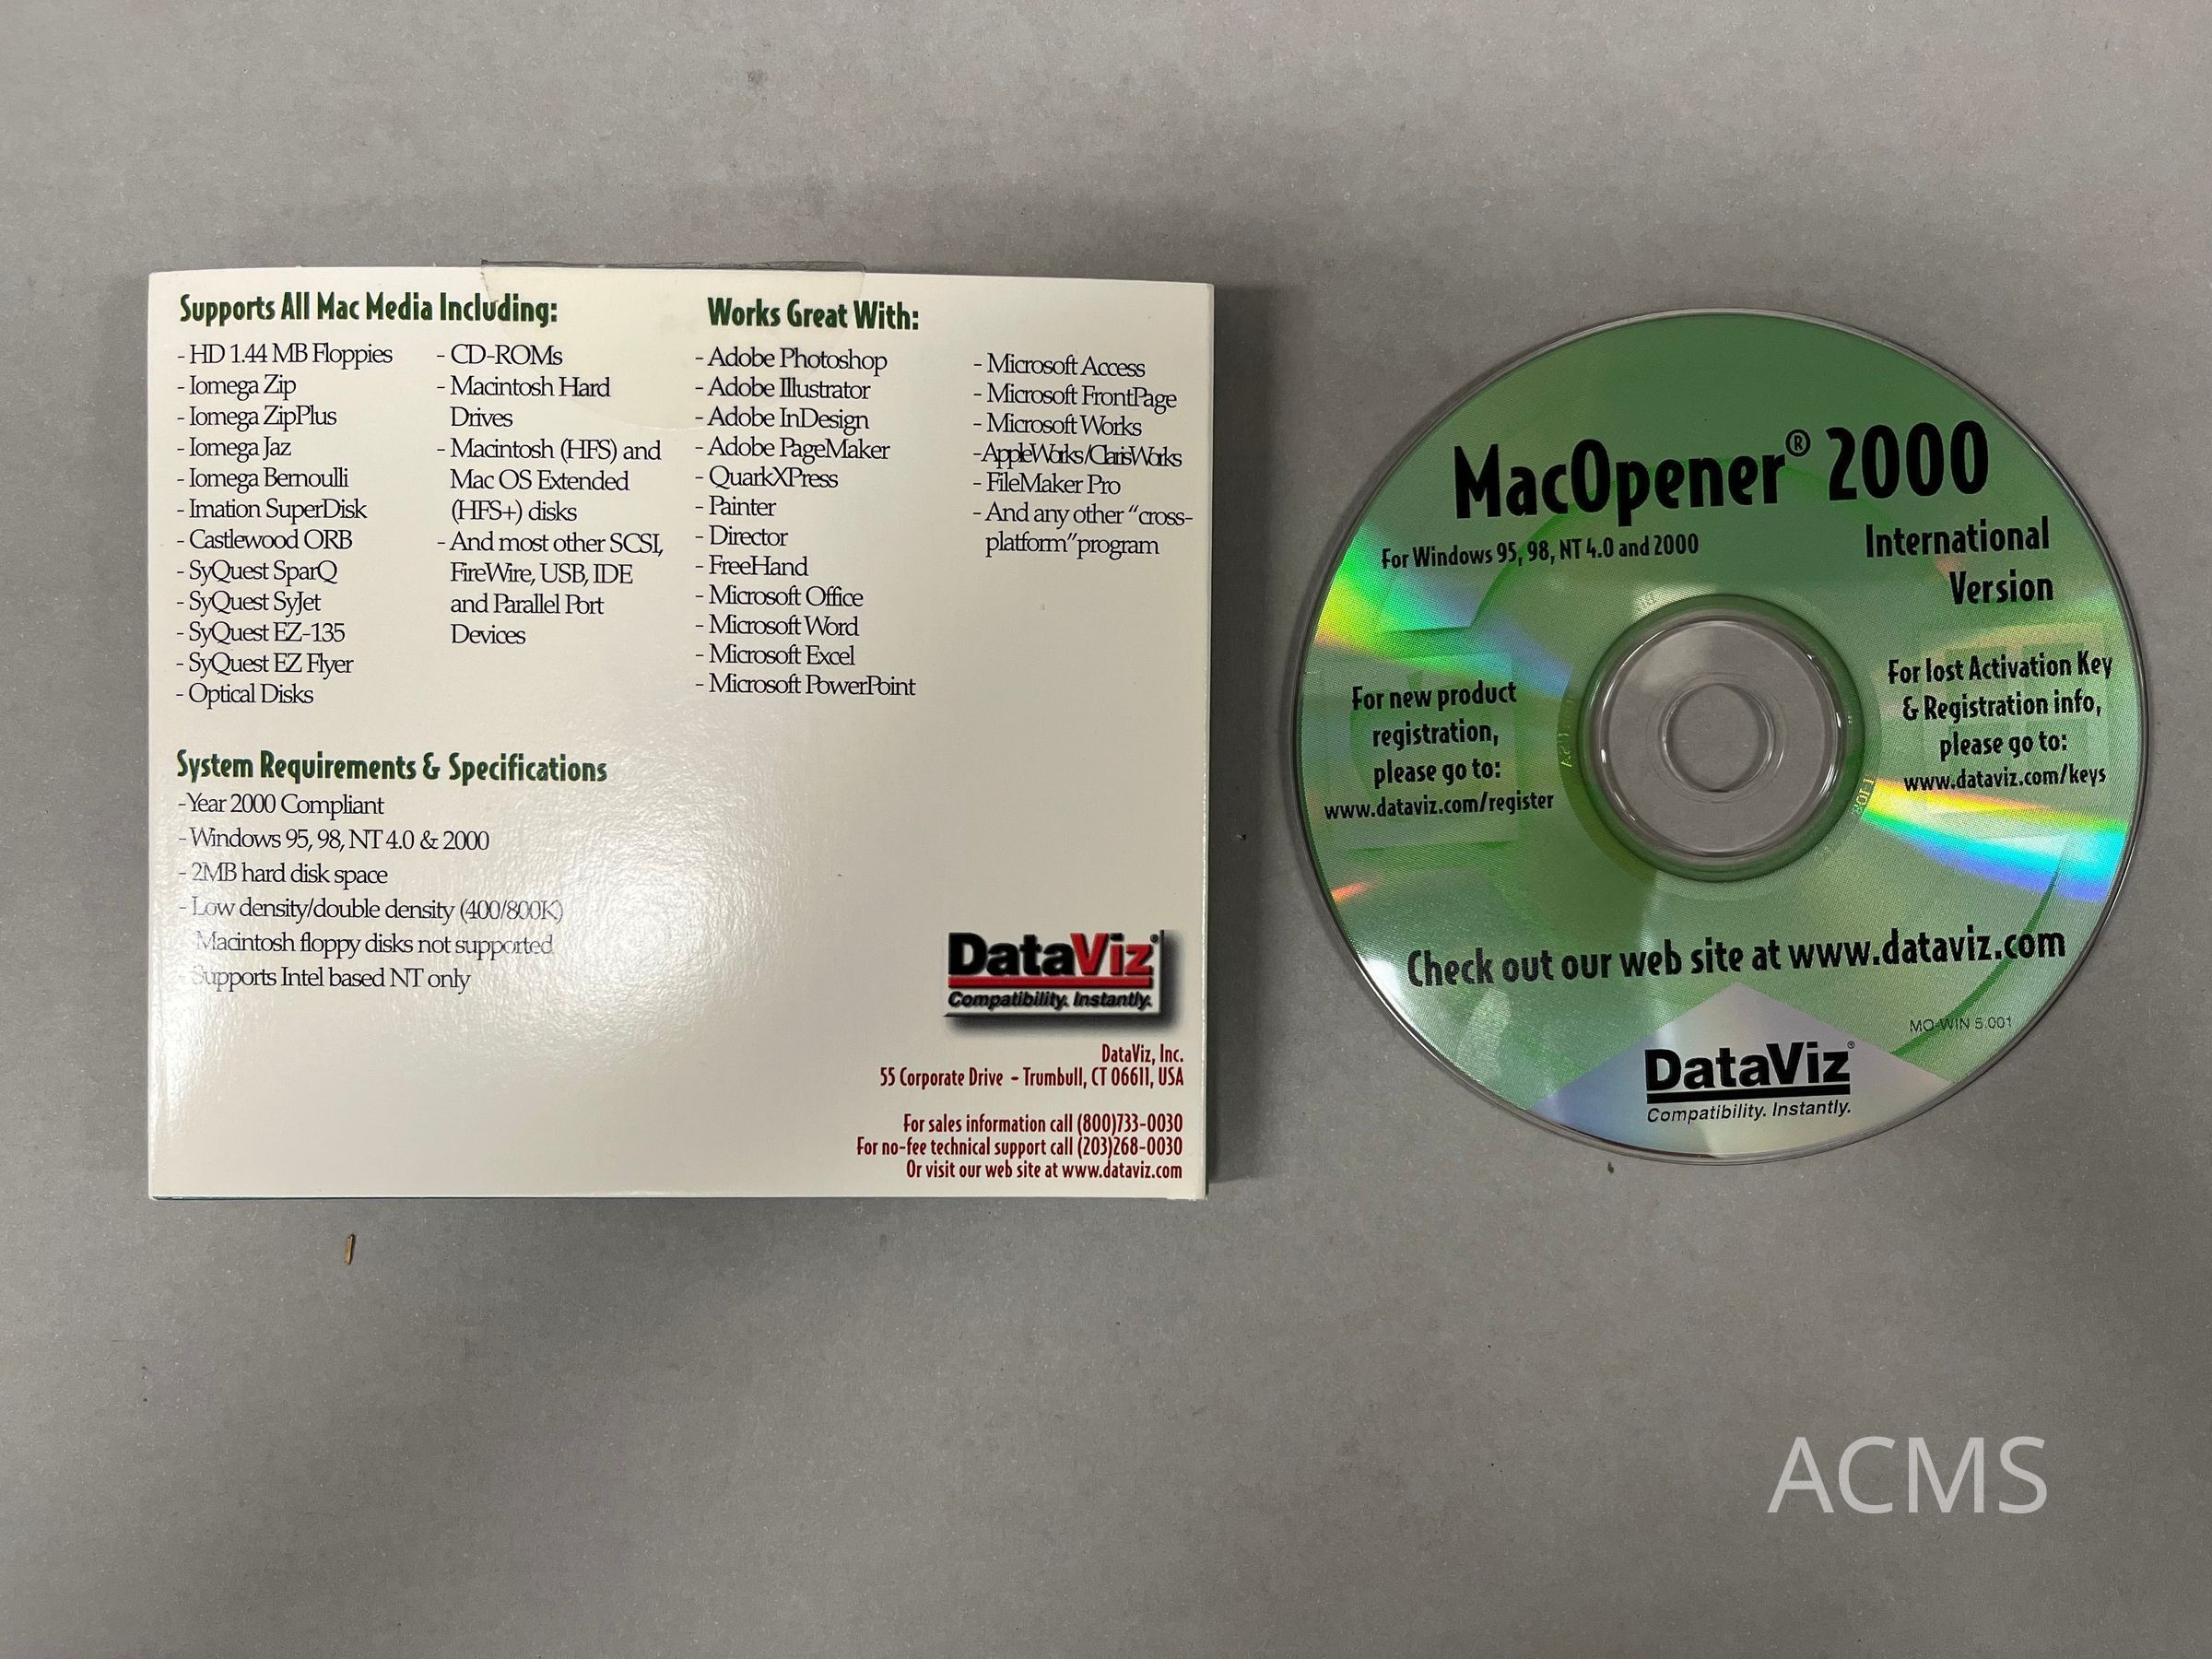 Supports All Mac Media Including:
- HD 1.44 MB Floppies
- Iomega Zip
- Iomega ZipPlus
- Iomega Jaz
- Iomega Bernoulli
- Imation SuperDisk
- Castlewood ORB
- SyQuest SparQ
- SyQuest SyJet
- SyQuest EZ-135
- SyQuest EZ Flyer
- Optical Disks
- CD-ROMs
- Macintosh Hard
Drives
- Macintosh (HFS) and
Mac OS Extended
(HFS+) disks
- And most other SCSI,
FireWire, USB, IDE
and Parallel Port
Devices
Works Great With:
- Adobe Photoshop
- Adobe Illustrator
- Adobe InDesign
- Adobe PageMaker
- QuarkXPress
- Painter
- Director
- FreeHand
- Microsoft Office
- Microsoft Word
- Microsoft Excel
- Microsoft PowerPoint
- Microsoft Access
- Microsoft FrontPage
- Microsoft Works
-AppleWorks/ClarisWorks
- FileMaker Pro
- And any other “cross-
platform” program
System Requirements & Specifications
-Year 2000 Compliant
- Windows 95, 98, NT 4.0 & 2000
- 2MB hard disk space
- Low density/double density (400/800K)
Macintosh floppy disks not supported
- Supports Intel based NT only
DataViz®
Compatibility. Instantly.
DataViz, Inc.
55 Corporate Drive - Trumbull, CT 06611, USA
For sales information call (800)733-0030
For no-fee technical support call (203)268-0030
Or visit our web site at www.dataviz.com
MacOpener® 2000
For Windows 95, 98, NT 4.0 and 2000
International
Version
For new product
registration,
please go to:
www.dataviz.com/register
For lost Activation Key
& Registration info,
please go to:
www.dataviz.com/keys
Check out our web site at www.dataviz.com
MO-WIN 5.001
DataViz®
Compatibility. Instantly.
ACMS